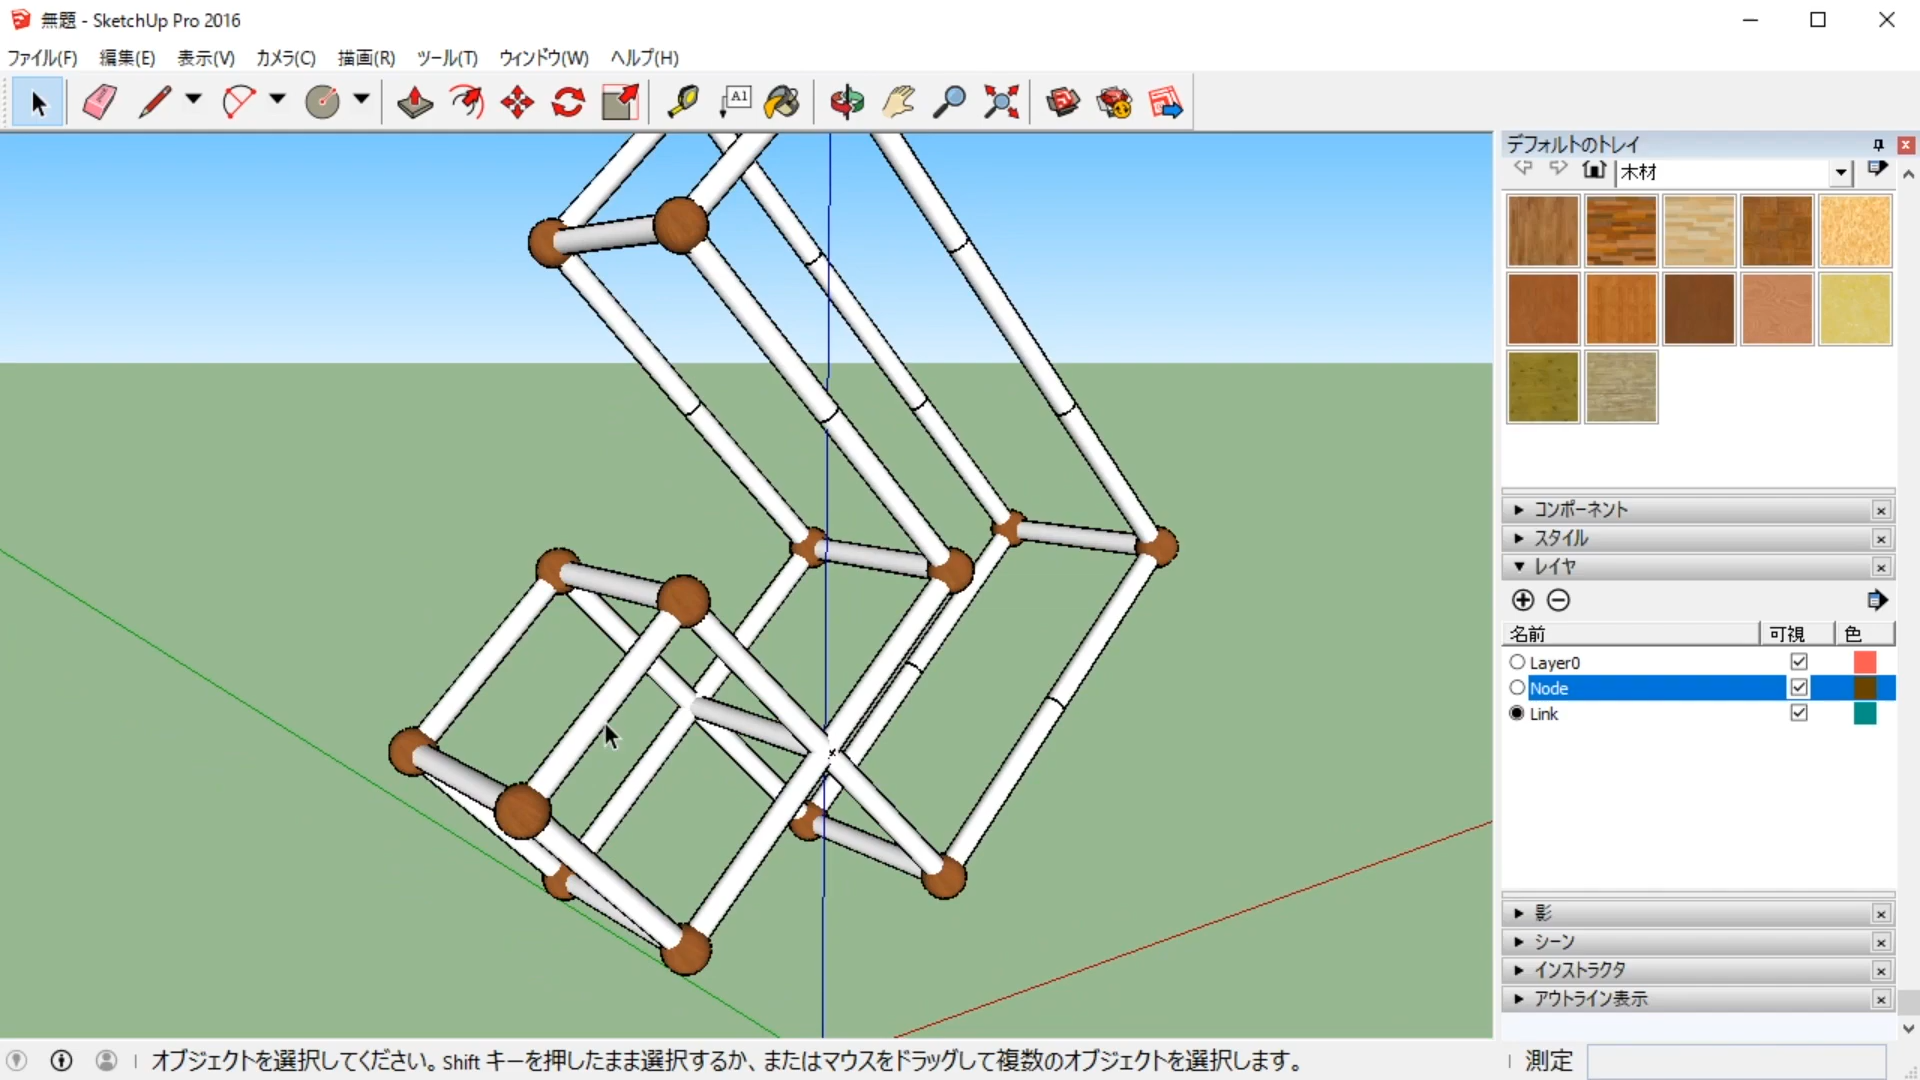 無題 - SketchUp Pro 2016
ファイル(F) 編集(E) 表示(V) カメラ(C) 描画(R) ツール(T) ウィンドウ(W) ヘルプ(H)
A1
デフォルトのトレイ
木材
コンポーネント
スタイル
レイヤ
名前 可視 色
Layer0
Node
Link
影
シーン
インストラクタ
アウトライン表示
オブジェクトを選択してください。Shift キーを押したまま選択するか、またはマウスをドラッグして複数のオブジェクトを選択します。 測定